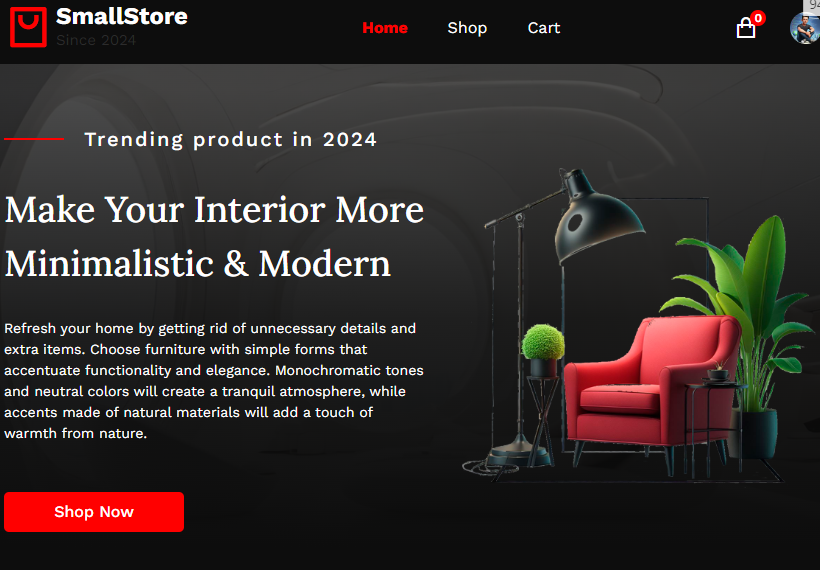 SmallStore
Since 2024
Home
Shop
Cart
0
94
Trending product in 2024
Make Your Interior More
Minimalistic & Modern
Refresh your home by getting rid of unnecessary details and
extra items. Choose furniture with simple forms that
accentuate functionality and elegance. Monochromatic tones
and neutral colors will create a tranquil atmosphere, while
accents made of natural materials will add a touch of
warmth from nature.
Shop Now